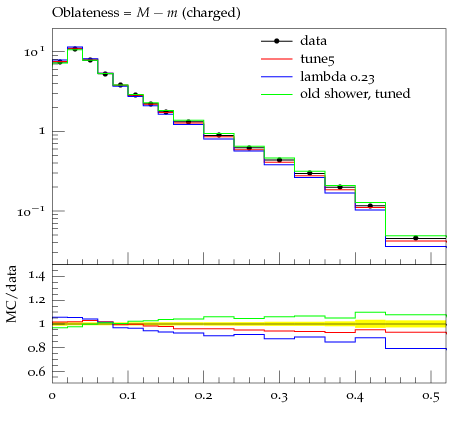 Oblateness = M − m (charged)
data
tune5
lambda 0.23
old shower, tuned
10^1
1
10^−1
MC/data
1.4
1.2
1
0.8
0.6
0 0.1 0.2 0.3 0.4 0.5